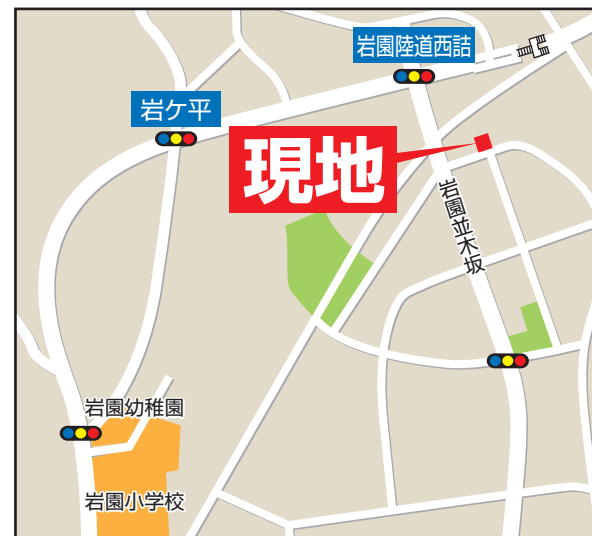 岩園陸道西詰
岩ケ平
現地
岩園並木坂
岩園幼稚園
岩園小学校